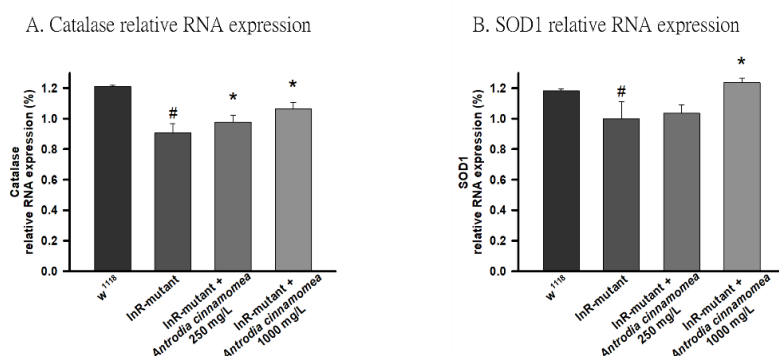 A. Catalase relative RNA expression
B. SOD1 relative RNA expression
Catalase
relative RNA expression (%)
1.2
1.0
0.8
0.6
0.4
0.2
0.0
#
*
*
w¹¹¹⁸
InR-mutant
InR-mutant +
Antrodia cinnamomea
250 mg/L
InR-mutant +
Antrodia cinnamomea
1000 mg/L
SOD1
relative RNA expression (%)
1.2
1.0
0.8
0.6
0.4
0.2
0.0
#
*
w¹¹¹⁸
InR-mutant
InR-mutant +
Antrodia cinnamomea
250 mg/L
InR-mutant +
Antrodia cinnamomea
1000 mg/L